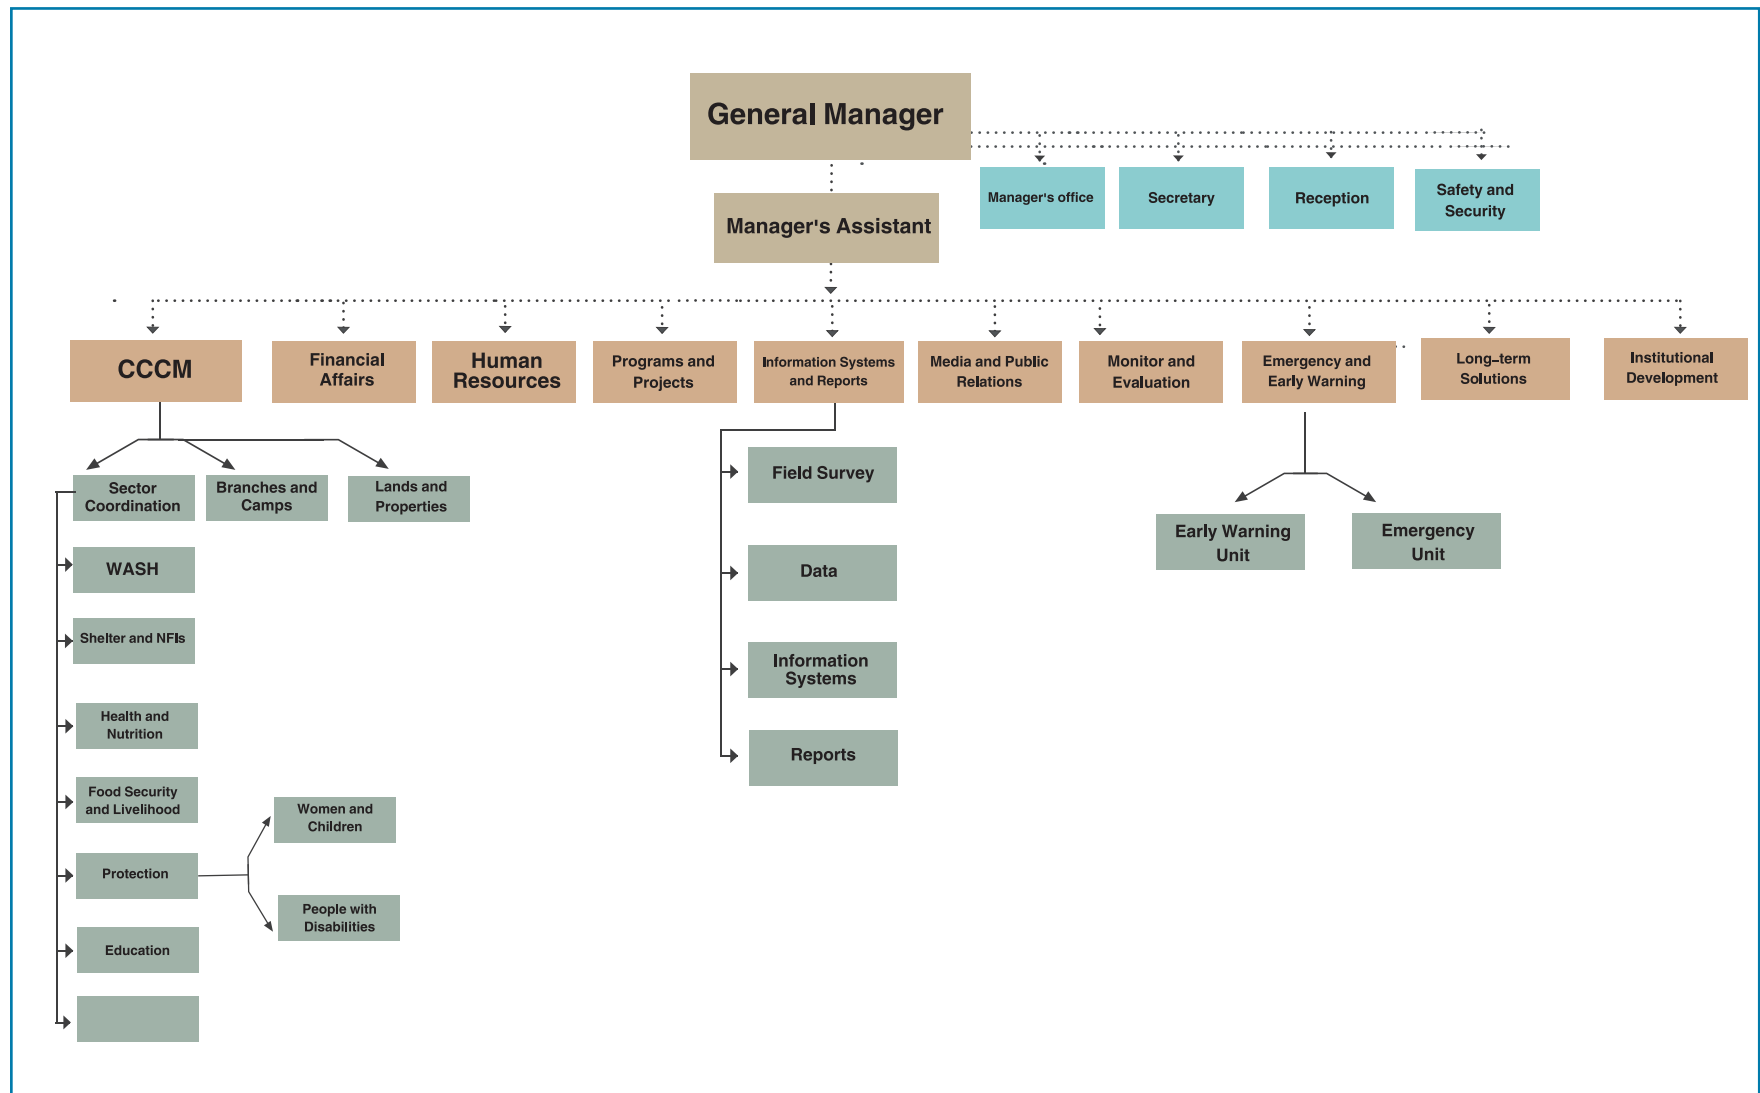 General Manager
Manager's office
Secretary
Reception
Safety and
Security
Manager's Assistant
CCCM
Financial
Affairs
Human
Resources
Programs and
Projects
Information Systems
and Reports
Media and Public
Relations
Monitor and
Evaluation
Emergency and
Early Warning
Long-term
Solutions
Institutional
Development
Sector
Coordination
Branches and
Camps
Lands and
Properties
WASH
Shelter and NFIs
Health and
Nutrition
Food Security
and Livelihood
Protection
Women and
Children
People with
Disabilities
Education
Field Survey
Data
Information
Systems
Reports
Early Warning
Unit
Emergency
Unit